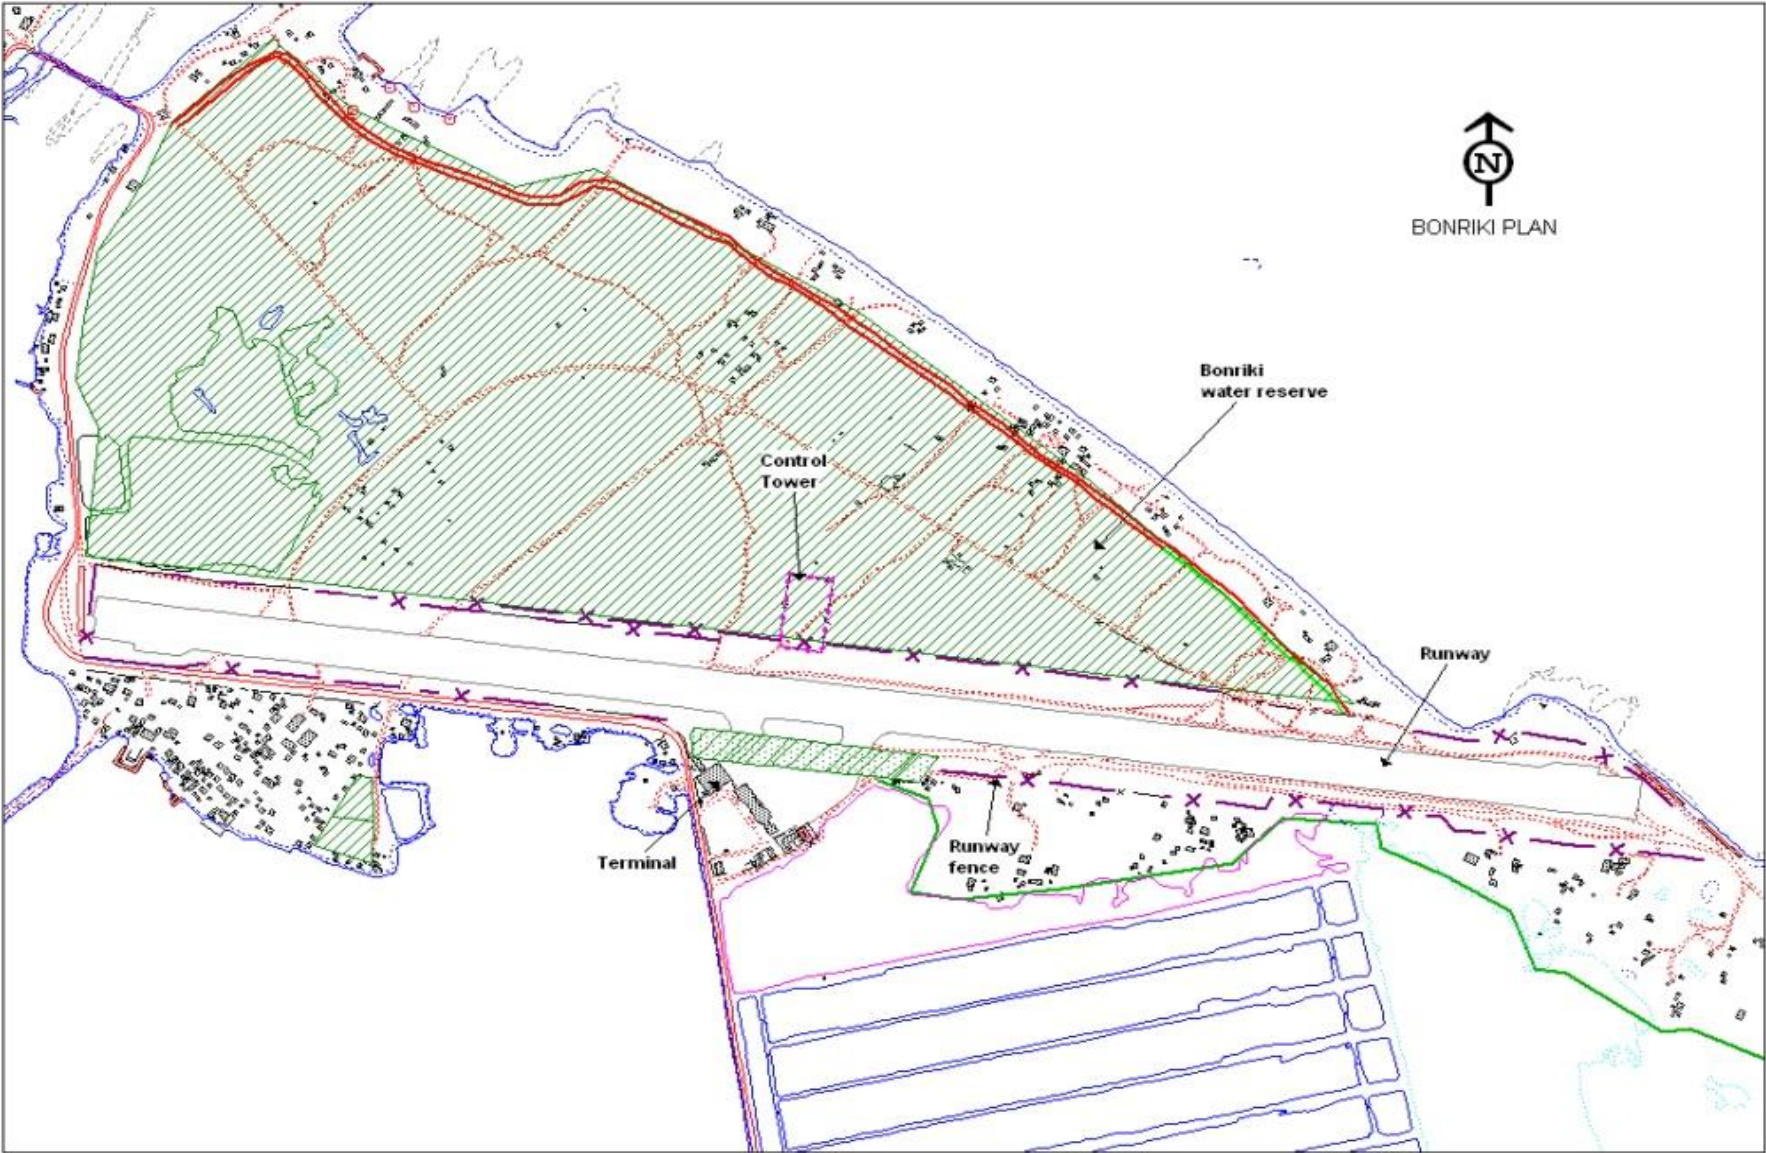 N
BONRIKI PLAN
Bonriki
water reserve
Control
Tower
Runway
Runway
fence
Terminal